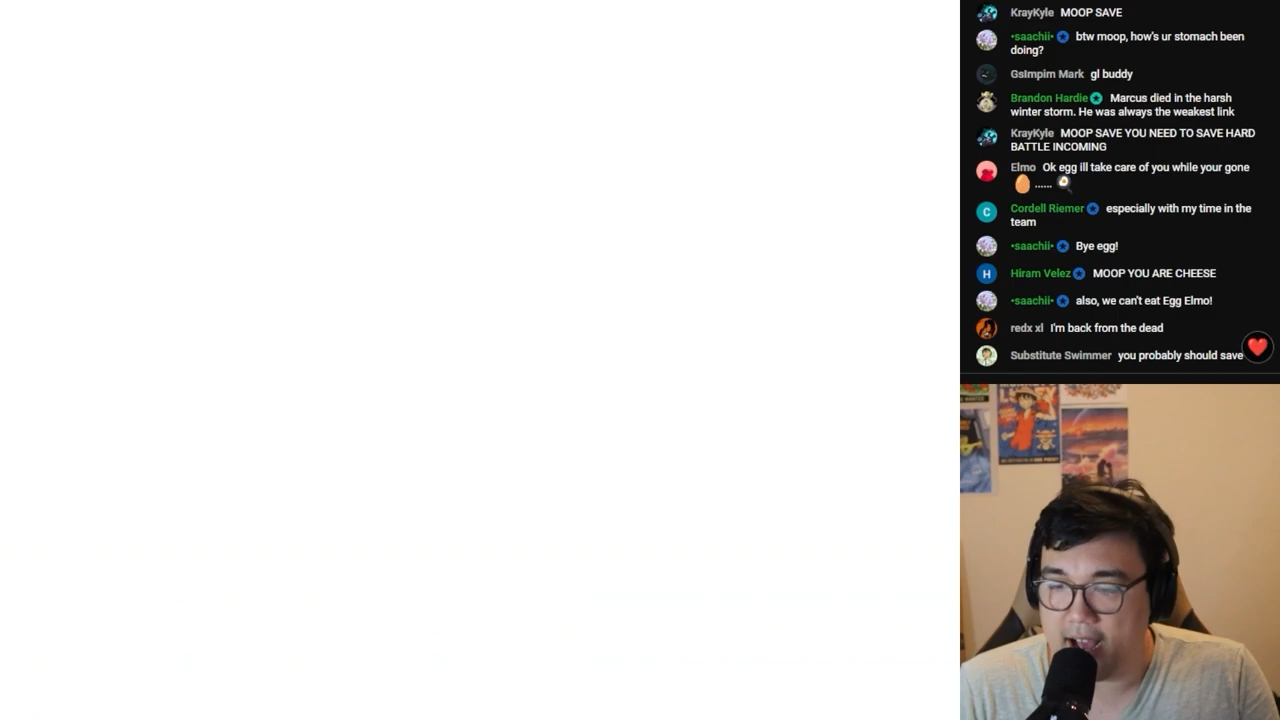 KrayKyle MOOP SAVE
•saachii• btw moop, how's ur stomach been
doing?
GsImpim Mark gl buddy
Brandon Hardie Marcus died in the harsh
winter storm. He was always the weakest link
KrayKyle MOOP SAVE YOU NEED TO SAVE HARD
BATTLE INCOMING
Elmo Ok egg ill take care of you while your gone
......
C Cordell Riemer especially with my time in the
team
•saachii• Bye egg!
H Hiram Velez MOOP YOU ARE CHEESE
•saachii• also, we can't eat Egg Elmo!
redx xl I'm back from the dead
Substitute Swimmer you probably should save